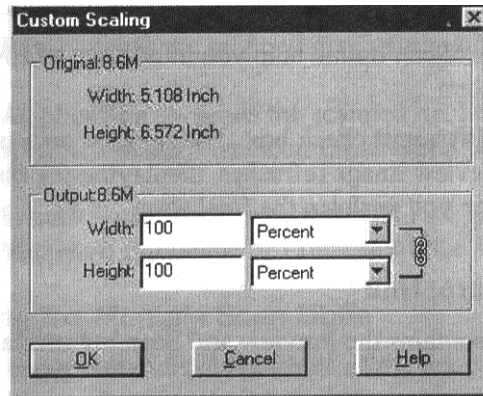 Custom Scaling
Original:8.6M
Width: 5.108 Inch
Height: 6.572 Inch
Output:8.6M
Width: 100 Percent
Height: 100 Percent
OK Cancel Help